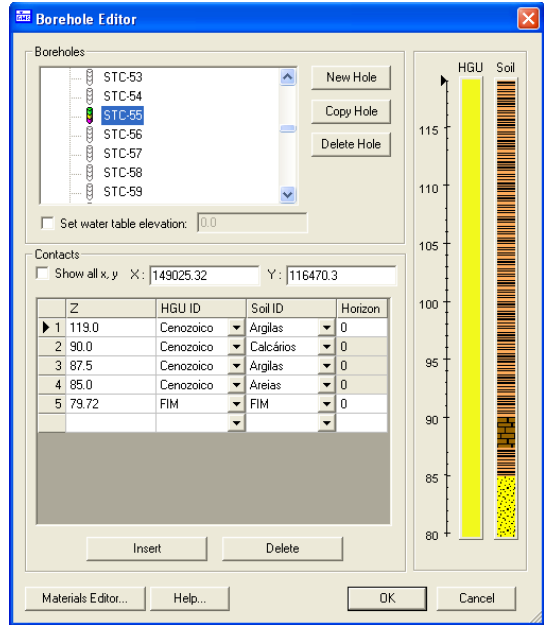 Borehole Editor
Boreholes
STC-53
STC-54
STC-55
STC-56
STC-57
STC-58
STC-59
New Hole
Copy Hole
Delete Hole
Set water table elevation: 0.0
Contacts
Show all x, y X: 149025.32 Y: 116470.3
Z HGU ID Soil ID Horizon
1 119.0 Cenozoico Argilas 0
2 90.0 Cenozoico Calcários 0
3 87.5 Cenozoico Argilas 0
4 85.0 Cenozoico Areias 0
5 79.72 FIM FIM 0
Insert Delete
Materials Editor... Help... OK Cancel
HGU Soil
115
110
105
100
95
90
85
80